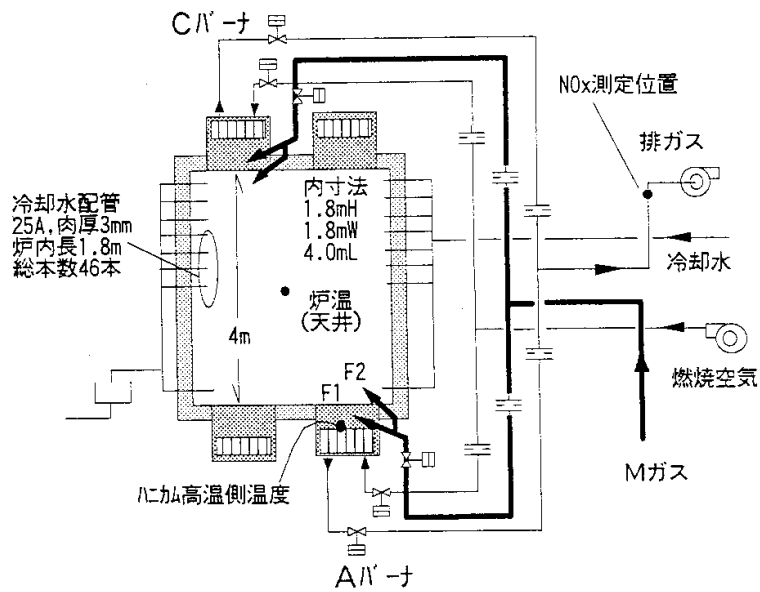 Cバーナ
NOx測定位置
排ガス
冷却水配管
25A,肉厚3mm
炉内長1.8m
総本数46本
内寸法
1.8mH
1.8mW
4.0mL
冷却水
炉温
(天井)
4m
燃焼空気
F2
F1
Mガス
ハニカム高温側温度
Aバーナ